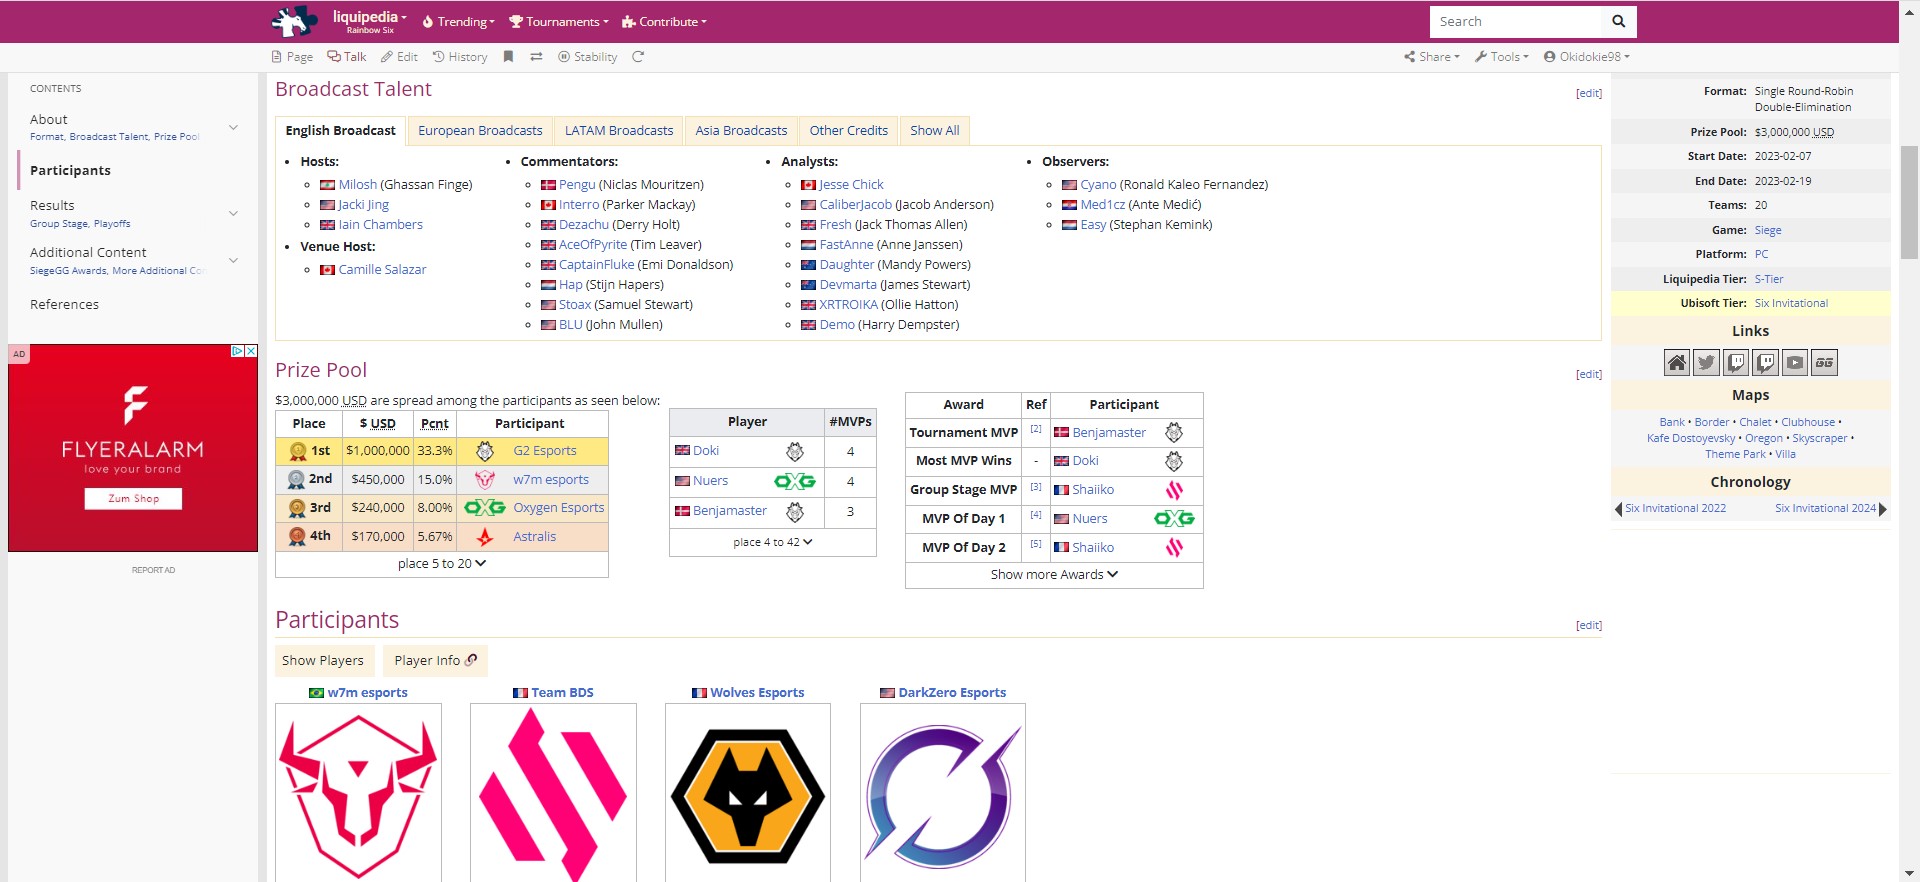 liquipedia
Rainbow Six
Trending
Tournaments
Contribute
Search
Page
Talk
Edit
History
Stability
Share
Tools
Okidokie98
CONTENTS
About
Format, Broadcast Talent, Prize Pool
Participants
Results
Group Stage, Playoffs
Additional Content
SiegeGG Awards, More Additional Co
References
AD
FLYERALARM
love your brand
Zum Shop
REPORT AD
Broadcast Talent
[edit]
English Broadcast
European Broadcasts
LATAM Broadcasts
Asia Broadcasts
Other Credits
Show All
Hosts:
Milosh (Ghassan Finge)
Jacki Jing
Iain Chambers
Venue Host:
Camille Salazar
Commentators:
Pengu (Niclas Mouritzen)
Interro (Parker Mackay)
Dezachu (Derry Holt)
AceOfPyrite (Tim Leaver)
CaptainFluke (Emi Donaldson)
Hap (Stijn Hapers)
Stoax (Samuel Stewart)
BLU (John Mullen)
Analysts:
Jesse Chick
CaliberJacob (Jacob Anderson)
Fresh (Jack Thomas Allen)
FastAnne (Anne Janssen)
Daughter (Mandy Powers)
Devmarta (James Stewart)
XRTROIKA (Ollie Hatton)
Demo (Harry Dempster)
Observers:
Cyano (Ronald Kaleo Fernandez)
Med1cz (Ante Medić)
Easy (Stephan Kemink)
Prize Pool
[edit]
$3,000,000 USD are spread among the participants as seen below:
Place $ USD Pcnt Participant
1st $1,000,000 33.3% G2 Esports
2nd $450,000 15.0% w7m esports
3rd $240,000 8.00% OXG Oxygen Esports
4th $170,000 5.67% Astralis
place 5 to 20
Player #MVPs
Doki 4
Nuers OXG 4
Benjamaster 3
place 4 to 42
Award Ref Participant
Tournament MVP [2] Benjamaster
Most MVP Wins - Doki
Group Stage MVP [3] Shaiiko
MVP Of Day 1 [4] Nuers OXG
MVP Of Day 2 [5] Shaiiko
Show more Awards
Participants
[edit]
Show Players
Player Info
w7m esports
Team BDS
Wolves Esports
DarkZero Esports
Format: Single Round-Robin
Double-Elimination
Prize Pool: $3,000,000 USD
Start Date: 2023-02-07
End Date: 2023-02-19
Teams: 20
Game: Siege
Platform: PC
Liquipedia Tier: S-Tier
Ubisoft Tier: Six Invitational
Links
GG
Maps
Bank • Border • Chalet • Clubhouse •
Kafe Dostoyevsky • Oregon • Skyscraper •
Theme Park • Villa
Chronology
Six Invitational 2022
Six Invitational 2024